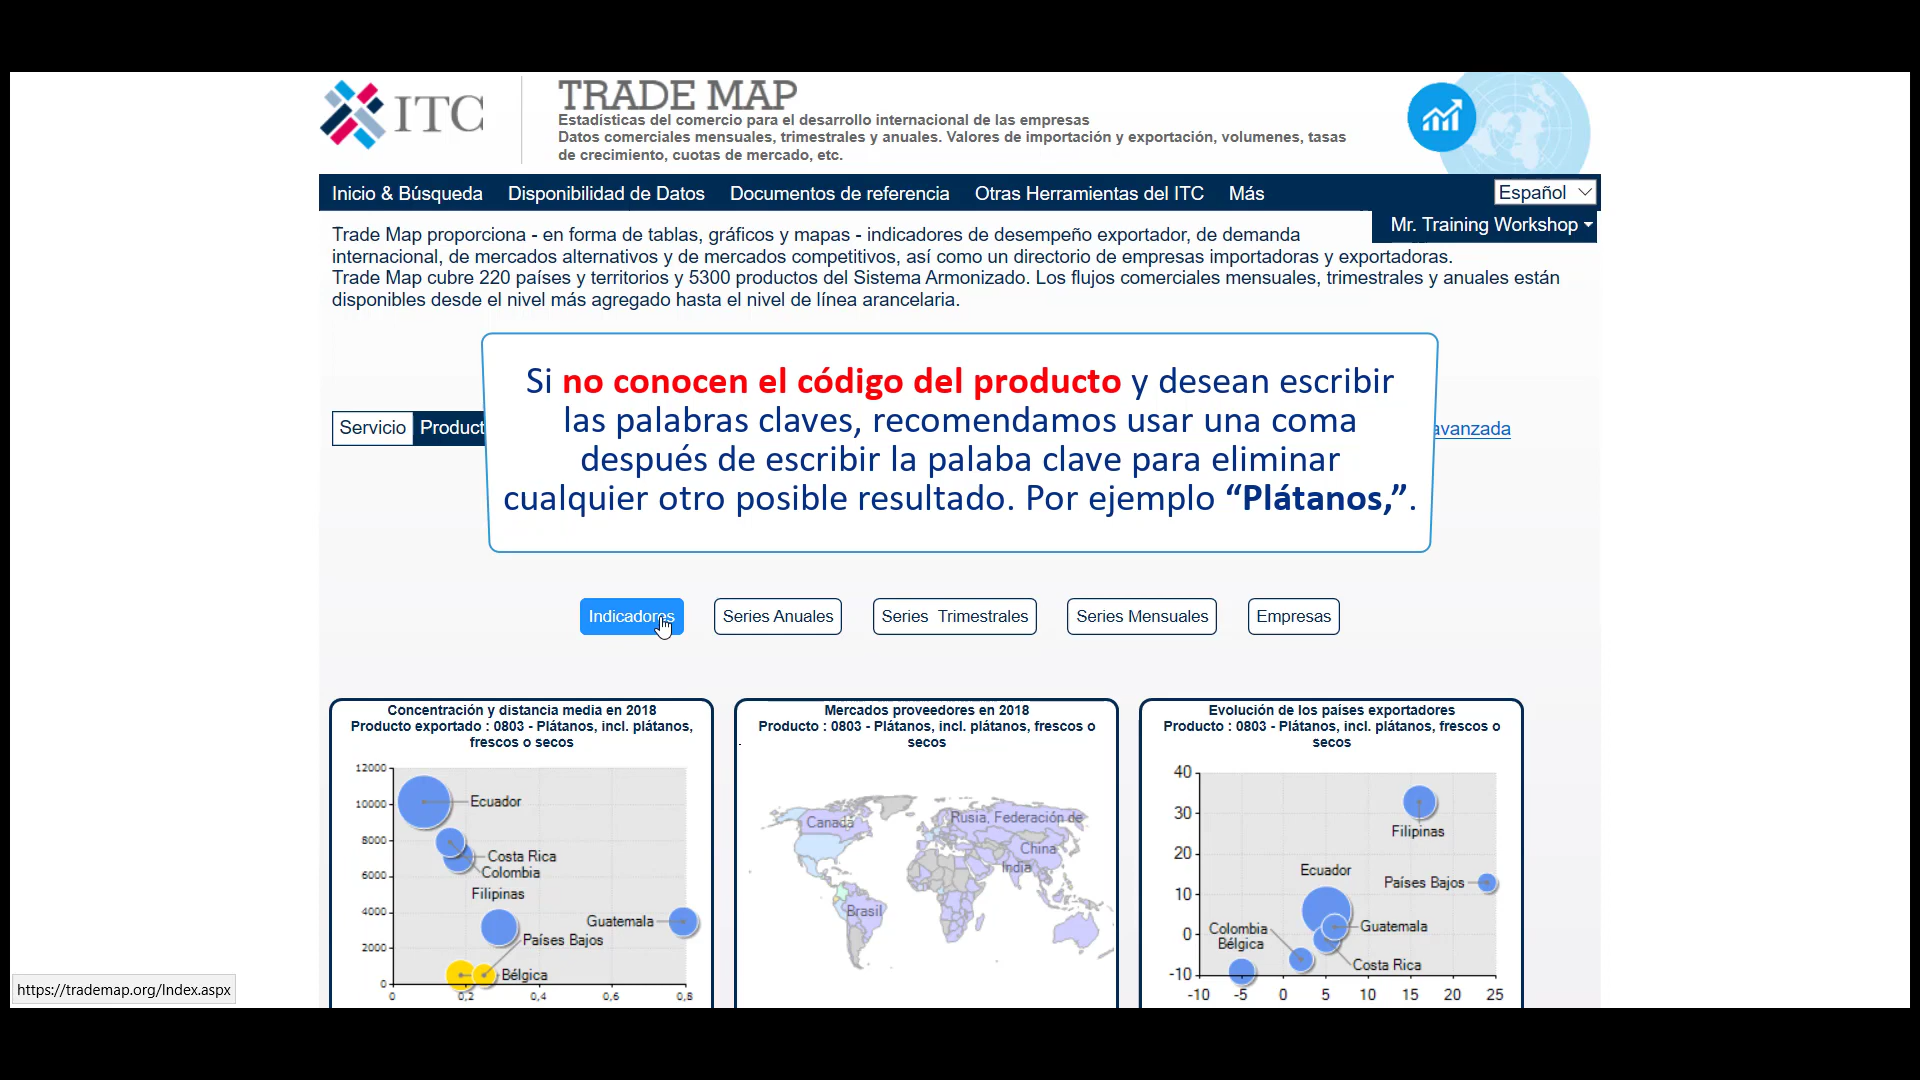 ITC
TRADE MAP
Estadísticas del comercio para el desarrollo internacional de las empresas
Datos comerciales mensuales, trimestrales y anuales. Valores de importación y exportación, volumenes, tasas
de crecimiento, cuotas de mercado, etc.
Inicio & Búsqueda Disponibilidad de Datos Documentos de referencia Otras Herramientas del ITC Más Español
Mr. Training Workshop
Trade Map proporciona - en forma de tablas, gráficos y mapas - indicadores de desempeño exportador, de demanda
internacional, de mercados alternativos y de mercados competitivos, así como un directorio de empresas importadoras y exportadoras.
Trade Map cubre 220 países y territorios y 5300 productos del Sistema Armonizado. Los flujos comerciales mensuales, trimestrales y anuales están
disponibles desde el nivel más agregado hasta el nivel de línea arancelaria.
Si no conocen el código del producto y desean escribir
las palabras claves, recomendamos usar una coma
después de escribir la palaba clave para eliminar
cualquier otro posible resultado. Por ejemplo “Plátanos,”.
Servicio Product avanzada
Indicadores Series Anuales Series Trimestrales Series Mensuales Empresas
Concentración y distancia media en 2018
Producto exportado : 0803 - Plátanos, incl. plátanos,
frescos o secos
12000
10000
8000
6000
4000
2000
0
0 0,2 0,4 0,6 0,8
Ecuador
Costa Rica
Colombia
Filipinas
Guatemala
Países Bajos
Bélgica
Mercados proveedores en 2018
Producto : 0803 - Plátanos, incl. plátanos, frescos o
secos
Canadá
Rusia, Federación de
China
India
Brasil
Evolución de los países exportadores
Producto : 0803 - Plátanos, incl. plátanos, frescos o
secos
40
30
20
10
0
-10
-10 -5 0 5 10 15 20 25
Filipinas
Ecuador
Países Bajos
Colombia
Guatemala
Bélgica
Costa Rica
https://trademap.org/Index.aspx